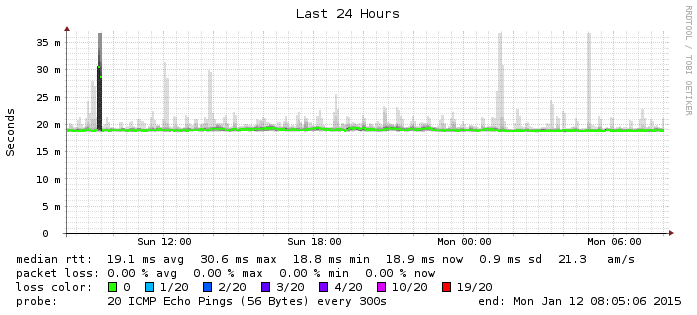 Last 24 Hours
RRDTOOL / TOBI OETIKER
Seconds
35 m
30 m
25 m
20 m
15 m
10 m
5 m
0
Sun 12:00 Sun 18:00 Mon 00:00 Mon 06:00
median rtt: 19.1 ms avg 30.6 ms max 18.8 ms min 18.9 ms now 0.9 ms sd 21.3 am/s
packet loss: 0.00 % avg 0.00 % max 0.00 % min 0.00 % now
loss color: 0 1/20 2/20 3/20 4/20 10/20 19/20
probe: 20 ICMP Echo Pings (56 Bytes) every 300s end: Mon Jan 12 08:05:06 2015